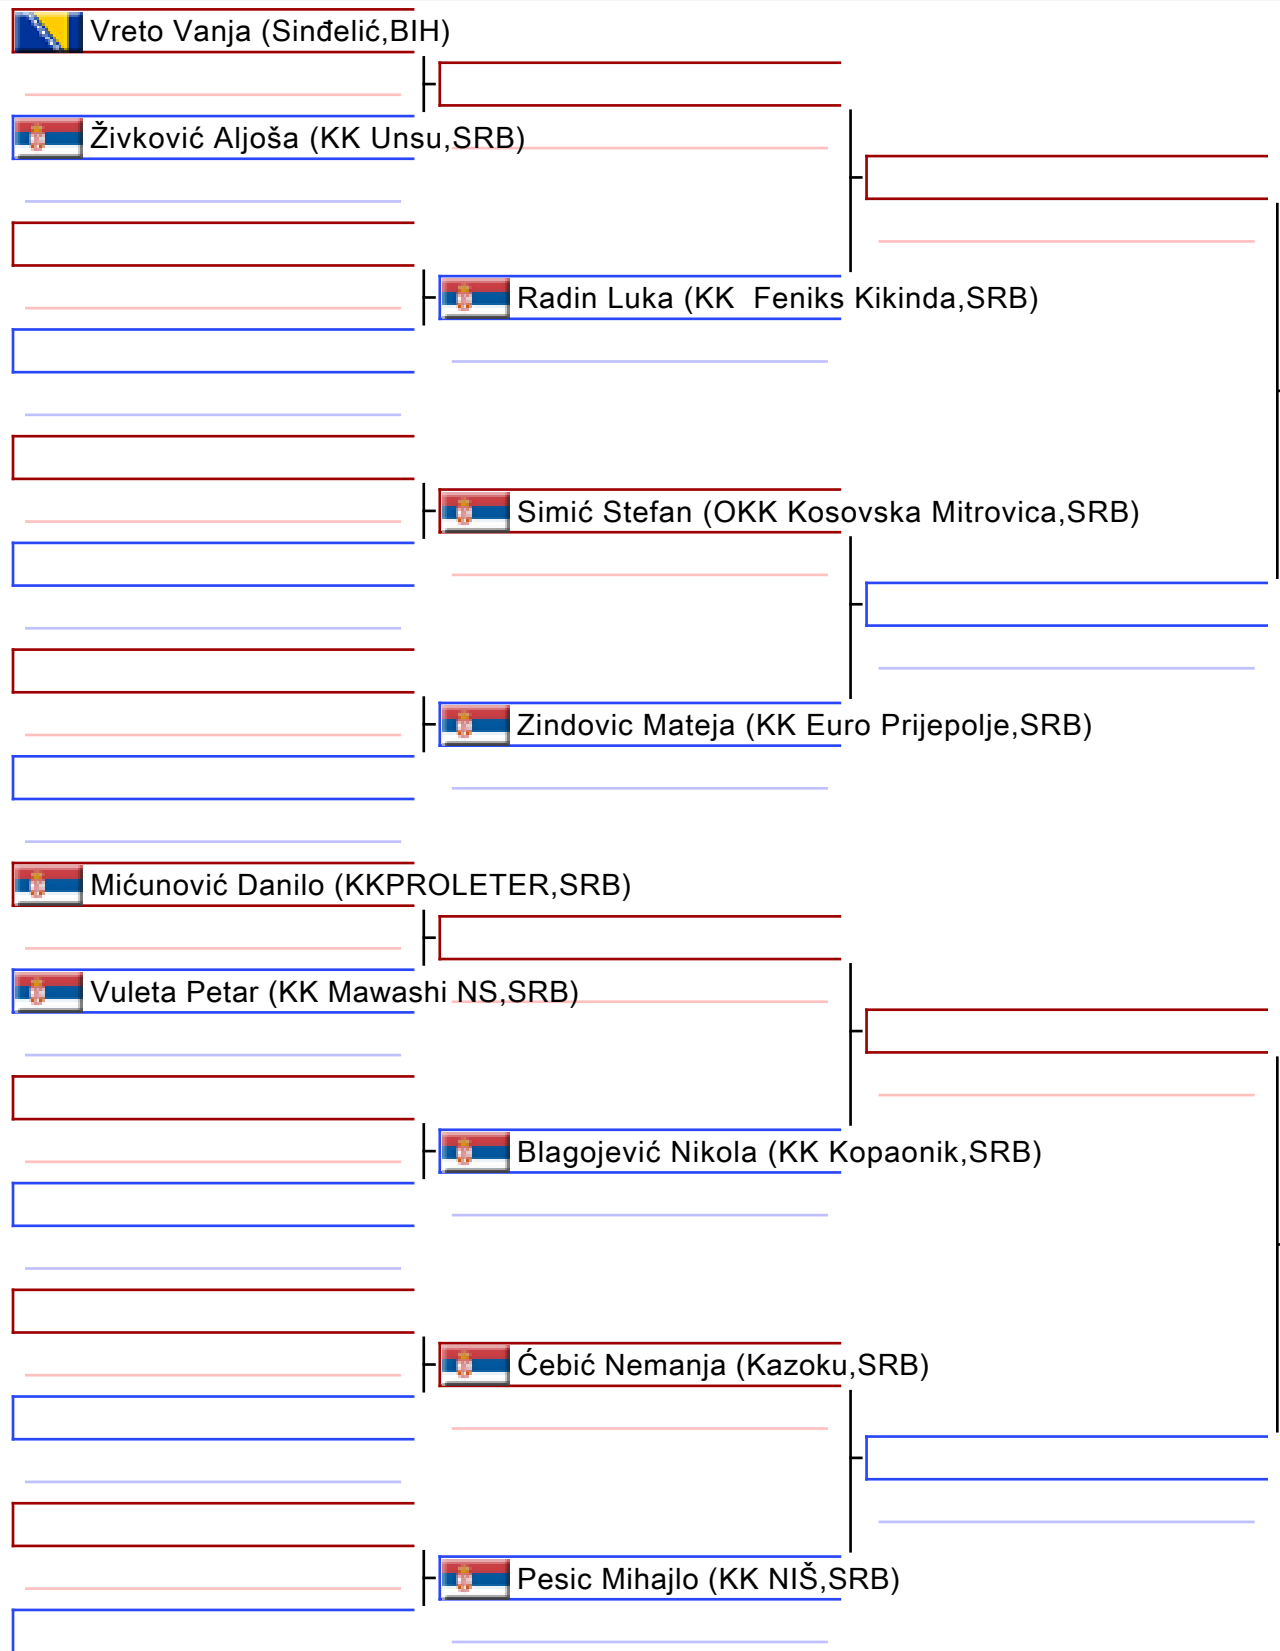 Vreto Vanja (Sinđelić,BIH)
Živković Aljoša (KK Unsu,SRB)
Radin Luka (KK  Feniks Kikinda,SRB)
Simić Stefan (OKK Kosovska Mitrovica,SRB)
Zindovic Mateja (KK Euro Prijepolje,SRB)
Mićunović Danilo (KKPROLETER,SRB)
Vuleta Petar (KK Mawashi NS,SRB)
Blagojević Nikola (KK Kopaonik,SRB)
Ćebić Nemanja (Kazoku,SRB)
Pesic Mihajlo (KK NIŠ,SRB)